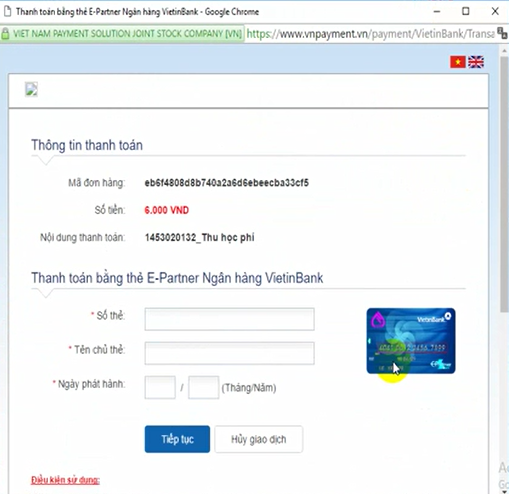 Thanh toán bằng thẻ E-Partner Ngân hàng VietinBank - Google Chrome
VIET NAM PAYMENT SOLUTION JOINT STOCK COMPANY [VN] https://www.vnpayment.vn/payment/VietinBank/Transa
Thông tin thanh toán
Mã đơn hàng: eb6f4808d8b740a2a6d6ebeecba33cf5
Số tiền: 6.000 VND
Nội dung thanh toán: 1453020132_Thu học phí
Thanh toán bằng thẻ E-Partner Ngân hàng VietinBank
* Số thẻ:
VietinBank
* Tên chủ thẻ:
* Ngày phát hành: / (Tháng/Năm)
Tiếp tục Hủy giao dịch
Điều kiện sử dụng: